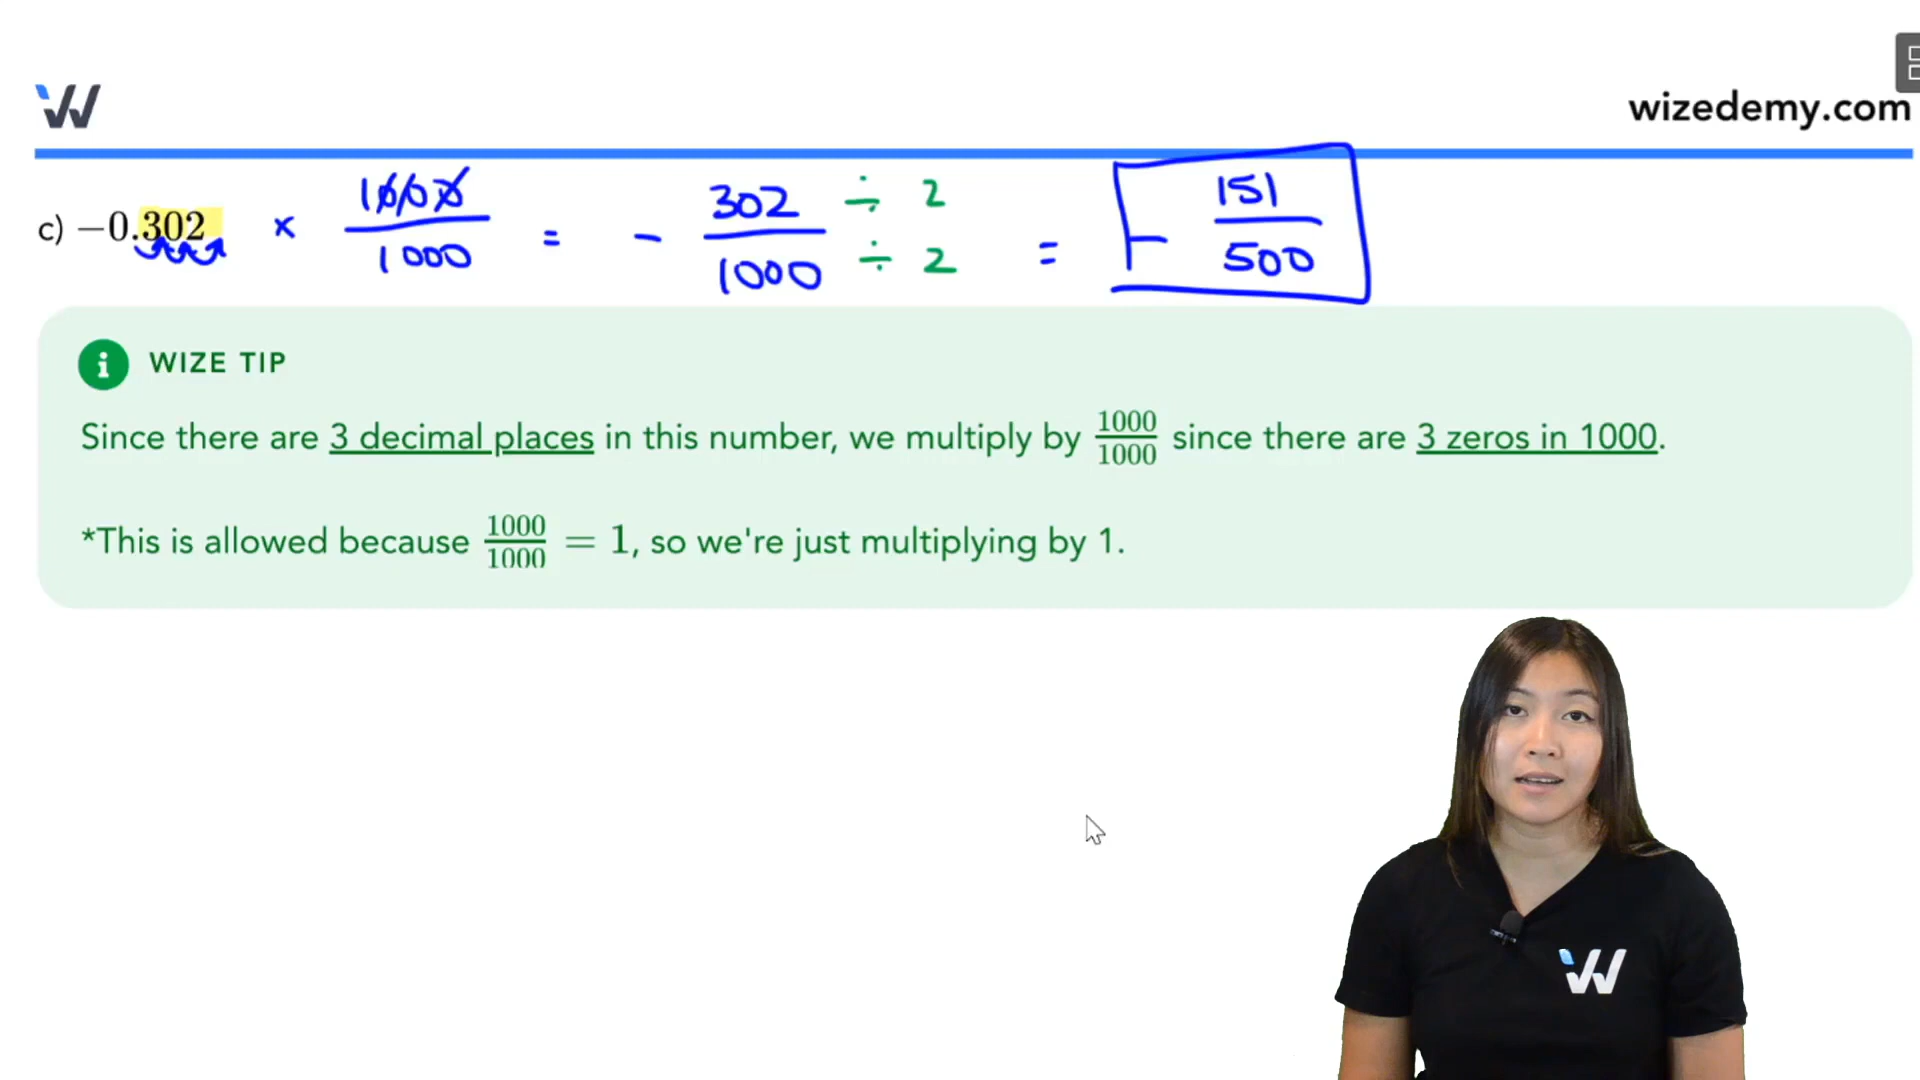 wizedemy.com
c) −0.302 × 1000/1000 = − 302/1000 ÷ 2/÷ 2 = − 151/500
WIZE TIP
Since there are 3 decimal places in this number, we multiply by 1000/1000 since there are 3 zeros in 1000.
*This is allowed because 1000/1000 = 1, so we're just multiplying by 1.